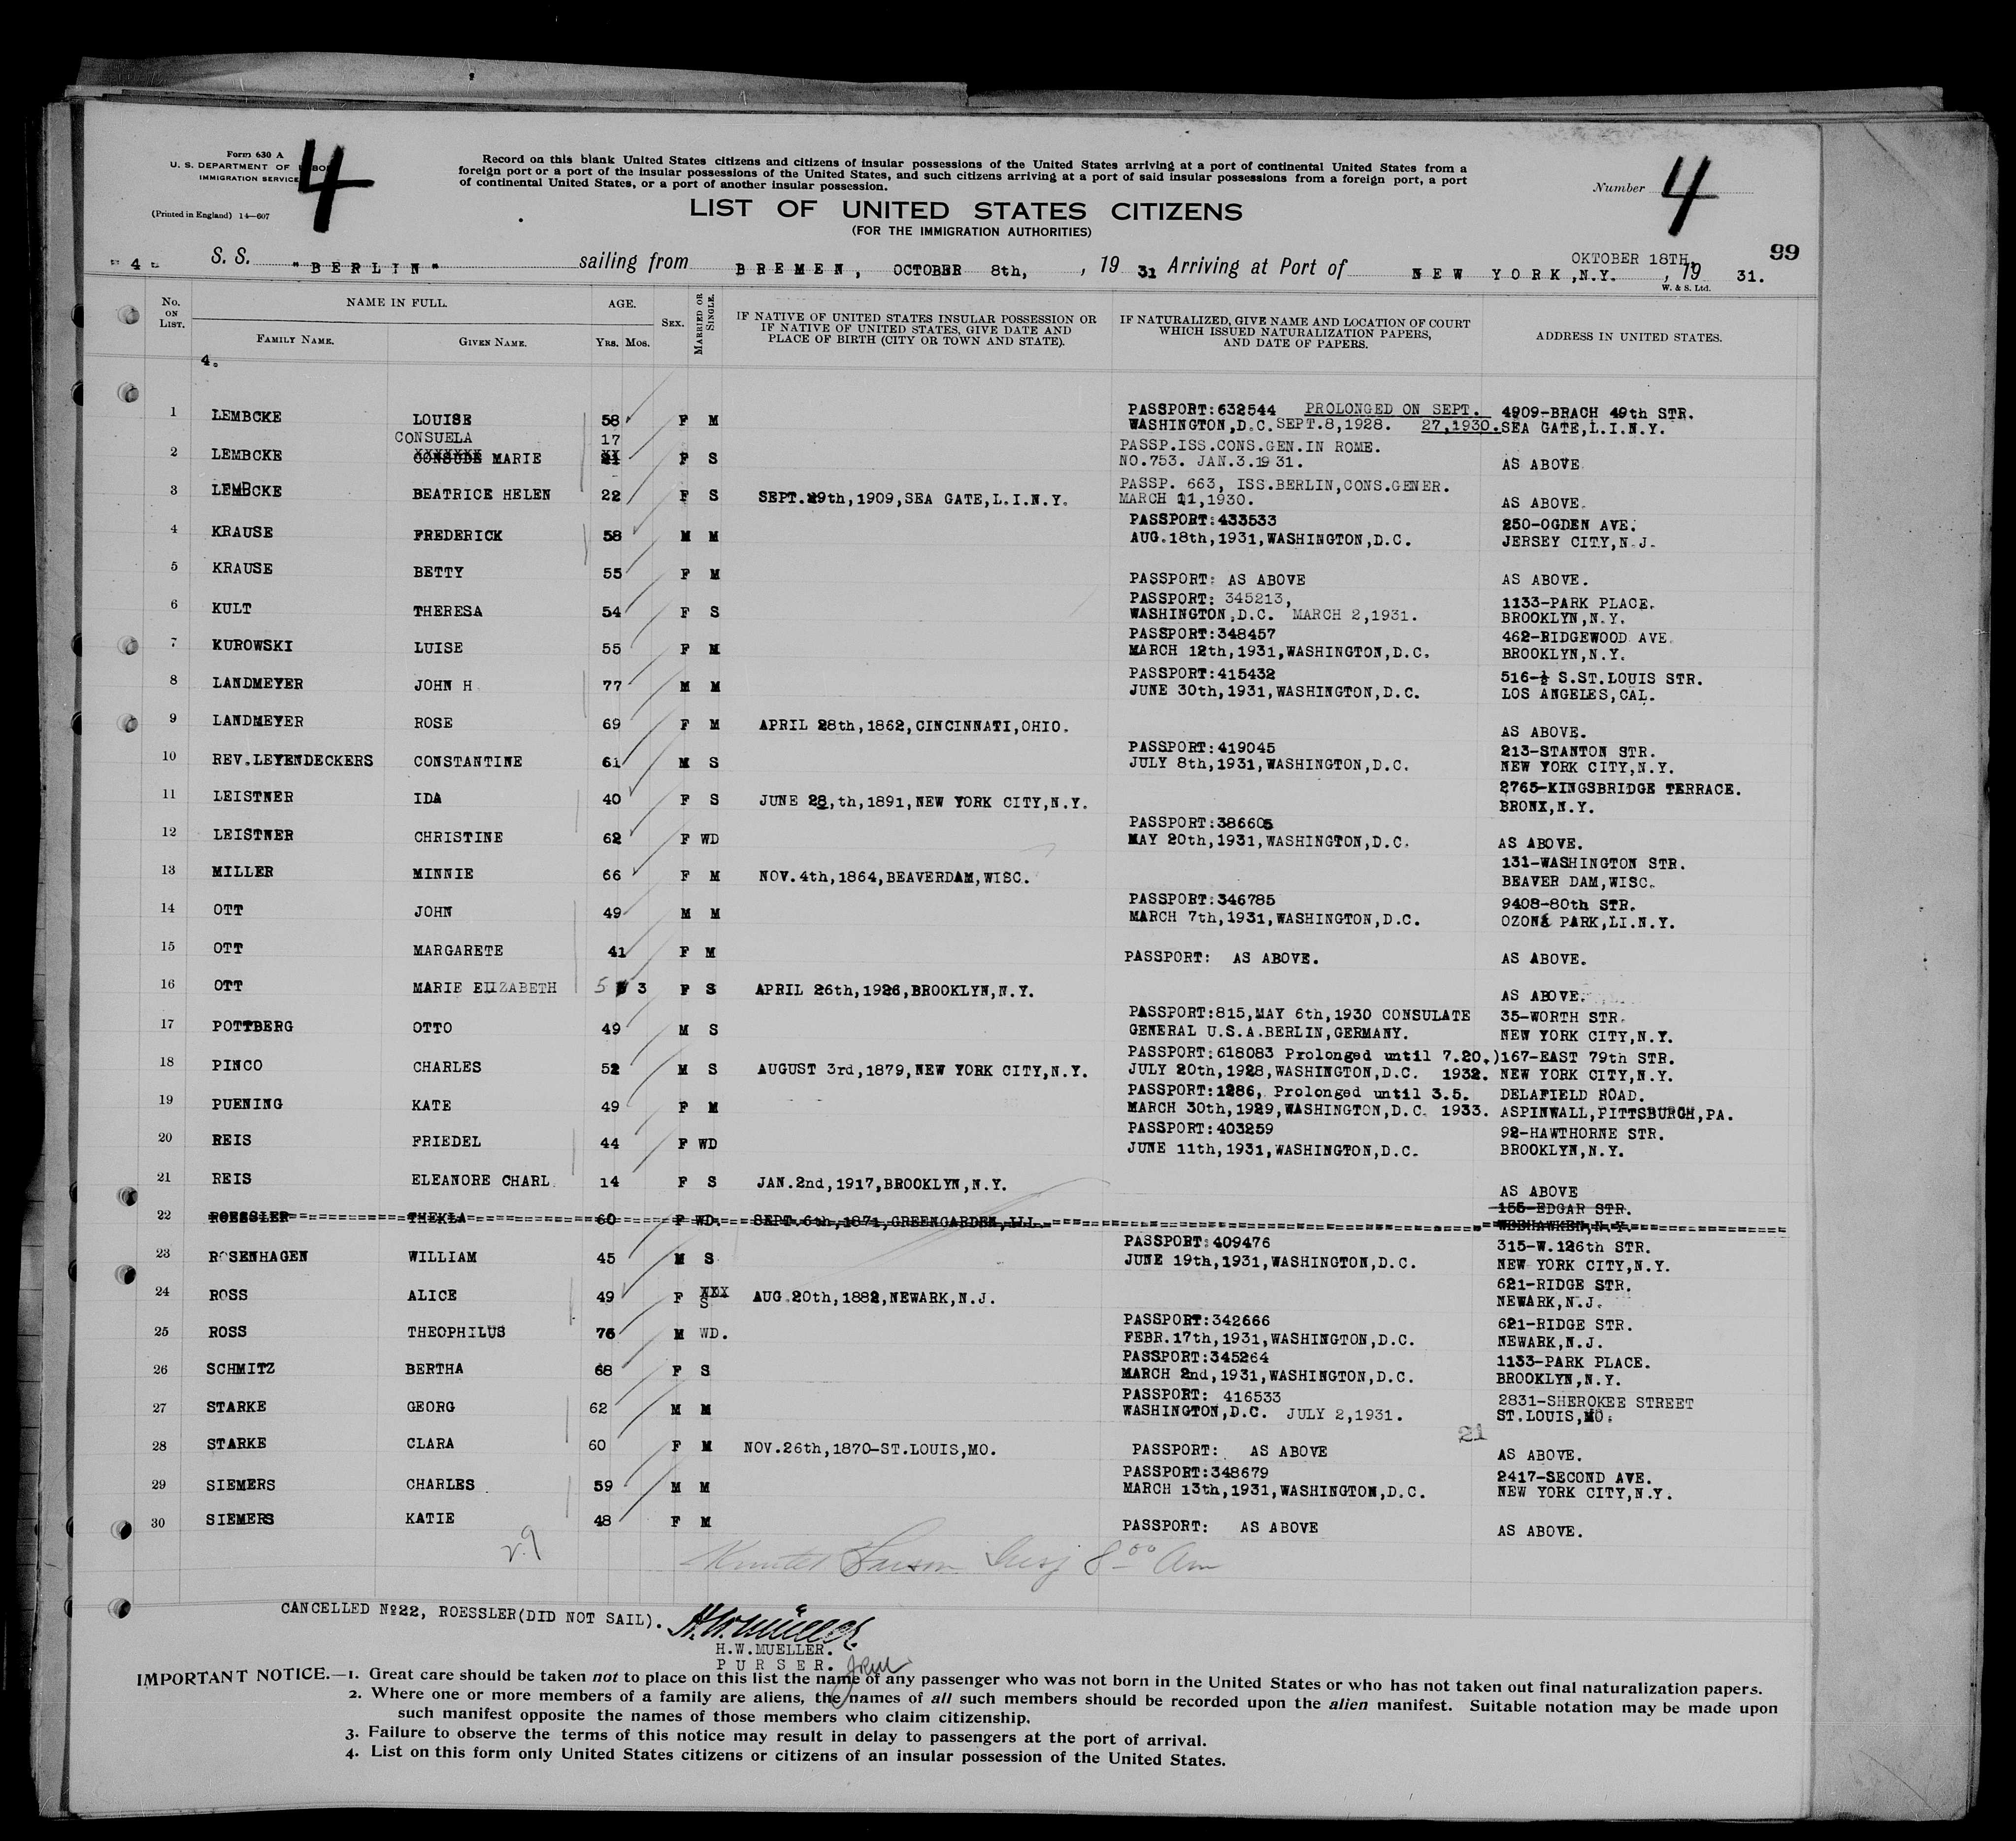 Form 630 A
U. S. DEPARTMENT OF LABOR
IMMIGRATION SERVICE
(Printed in England) 14—607
4
Record on this blank United States citizens and citizens of insular possessions of the United States arriving at a port of continental United States from a
foreign port or a port of the insular possessions of the United States, and such citizens arriving at a port of said insular possessions from a foreign port, a port
of continental United States, or a port of another insular possession.
Number 4
LIST OF UNITED STATES CITIZENS
(FOR THE IMMIGRATION AUTHORITIES)
99
- 4 - S. S. "BERLIN" sailing from BREMEN, OCTOBER 8th, , 19 31 Arriving at Port of NEW YORK, N.Y. OKTOBER 18TH, , 19 31.
W. & S. Ltd.
No. ON LIST. NAME IN FULL. AGE. SEX. MARRIED OR SINGLE. IF NATIVE OF UNITED STATES INSULAR POSSESSION OR IF NATIVE OF UNITED STATES, GIVE DATE AND PLACE OF BIRTH (CITY OR TOWN AND STATE). IF NATURALIZED, GIVE NAME AND LOCATION OF COURT WHICH ISSUED NATURALIZATION PAPERS, AND DATE OF PAPERS. ADDRESS IN UNITED STATES.
FAMILY NAME. GIVEN NAME. YRS. MOS.
4.
1 LEMBCKE LOUISE 58 F M PASSPORT:632544 PROLONGED ON SEPT. 4909-BRACH 49th STR.
WASHINGTON,D.C.SEPT.8,1928. 27,1930. SEA GATE,L.I.N.Y.
CONSUELA 17 PASSP.ISS.CONS.GEN.IN ROME.
2 LEMBCKE CONSUDE MARIE 21 F S NO.753. JAN.3.1931. AS ABOVE
3 LEMBCKE BEATRICE HELEN 22 F S SEPT.29th,1909,SEA GATE,L.I.N.Y. PASSP. 663, ISS.BERLIN,CONS.GENER.
MARCH 21,1930. AS ABOVE.
4 KRAUSE FREDERICK 58 M M PASSPORT:433533 250-OGDEN AVE.
AUG.18th,1931,WASHINGTON,D.C. JERSEY CITY,N.J.
5 KRAUSE BETTY 55 F M PASSPORT: AS ABOVE AS ABOVE.
6 KULT THERESA 54 F S PASSPORT: 345213, 1133-PARK PLACE.
WASHINGTON,D.C. MARCH 2,1931. BROOKLYN,N.Y.
7 KUROWSKI LUISE 55 F M PASSPORT:348457 462-RIDGEWOOD AVE.
MARCH 12th,1931,WASHINGTON,D.C. BROOKLYN,N.Y.
8 LANDMEYER JOHN H 77 M M PASSPORT:415432 516-½ S.ST.LOUIS STR.
JUNE 30th,1931,WASHINGTON,D.C. LOS ANGELES,CAL.
9 LANDMEYER ROSE 69 F M APRIL 28th,1862,CINCINNATI,OHIO. AS ABOVE.
10 REV.LEYENDECKERS CONSTANTINE 61 M S PASSPORT:419045 213-STANTON STR.
JULY 8th,1931,WASHINGTON,D.C. NEW YORK CITY,N.Y.
11 LEISTNER IDA 40 F S JUNE 28,th,1891,NEW YORK CITY,N.Y. 2765-KINGSBRIDGE TERRACE.
BRONX,N.Y.
12 LEISTNER CHRISTINE 62 F WD PASSPORT:386605
MAY 20th,1931,WASHINGTON,D.C. AS ABOVE.
13 MILLER MINNIE 66 F M NOV.4th,1864,BEAVERDAM,WISC. 131-WASHINGTON STR.
BEAVER DAM,WISC.
14 OTT JOHN 49 M M PASSPORT:346785 9408-80th STR.
MARCH 7th,1931,WASHINGTON,D.C. OZONE PARK,LI.N.Y.
15 OTT MARGARETE 41 F M PASSPORT: AS ABOVE. AS ABOVE.
16 OTT MARIE ELIZABETH 5 3 F S APRIL 26th,1926,BROOKLYN,N.Y. AS ABOVE.
17 POTTBERG OTTO 49 M S PASSPORT:815,MAY 6th,1930 CONSULATE 35-WORTH STR.
GENERAL U.S.A.BERLIN,GERMANY. NEW YORK CITY,N.Y.
18 PINCO CHARLES 52 M S AUGUST 3rd,1879,NEW YORK CITY,N.Y. PASSPORT:618083 Prolonged until 7.20.) 167-EAST 79th STR.
JULY 20th,1928,WASHINGTON,D.C. 1932. NEW YORK CITY,N.Y.
19 PUENING KATE 49 F M PASSPORT:1286, Prolonged until 3.5. DELAFIELD ROAD.
MARCH 30th,1929,WASHINGTON,D.C. 1933. ASPINWALL,PITTSBURGH,PA.
20 REIS FRIEDEL 44 F WD PASSPORT:403259 92-HAWTHORNE STR.
JUNE 11th,1931,WASHINGTON,D.C. BROOKLYN,N.Y.
21 REIS ELEANORE CHARL. 14 F S JAN.2nd,1917,BROOKLYN,N.Y. AS ABOVE
22 ROESSLER THEKLA 60 F WD. SEPT.6th,1871,GREENGARDEN,ILL. 155-EDGAR STR.
WEEHAWKEN,N.Y.
23 ROSENHAGEN WILLIAM 45 M S PASSPORT:409476 315-W.126th STR.
JUNE 19th,1931,WASHINGTON,D.C. NEW YORK CITY,N.Y.
24 ROSS ALICE 49 F S AUG.20th,1882,NEWARK,N.J. 621-RIDGE STR.
NEWARK,N.J.
25 ROSS THEOPHILUS 76 M WD. PASSPORT:342666 621-RIDGE STR.
FEBR.17th,1931,WASHINGTON,D.C. NEWARK,N.J.
26 SCHMITZ BERTHA 68 F S PASSPORT:345264 1133-PARK PLACE.
MARCH 2nd,1931,WASHINGTON,D.C. BROOKLYN,N.Y.
27 STARKE GEORG 62 M M PASSPORT: 416533 2831-SHEROKEE STREET
WASHINGTON,D.C. JULY 2,1931. ST.LOUIS,MO.
21
28 STARKE CLARA 60 F M NOV.26th,1870-ST.LOUIS,MO. PASSPORT: AS ABOVE AS ABOVE.
29 SIEMERS CHARLES 59 M M PASSPORT:348679 2417-SECOND AVE.
MARCH 13th,1931,WASHINGTON,D.C. NEW YORK CITY,N.Y.
30 SIEMERS KATIE 48 F M PASSPORT: AS ABOVE AS ABOVE.
29
8 00 Am
CANCELLED №22, ROESSLER(DID NOT SAIL). H.W.Müller
H.W.MUELLER.
PURSER.
IMPORTANT NOTICE.—1. Great care should be taken not to place on this list the name of any passenger who was not born in the United States or who has not taken out final naturalization papers.
2. Where one or more members of a family are aliens, the names of all such members should be recorded upon the alien manifest. Suitable notation may be made upon
such manifest opposite the names of those members who claim citizenship.
3. Failure to observe the terms of this notice may result in delay to passengers at the port of arrival.
4. List on this form only United States citizens or citizens of an insular possession of the United States.